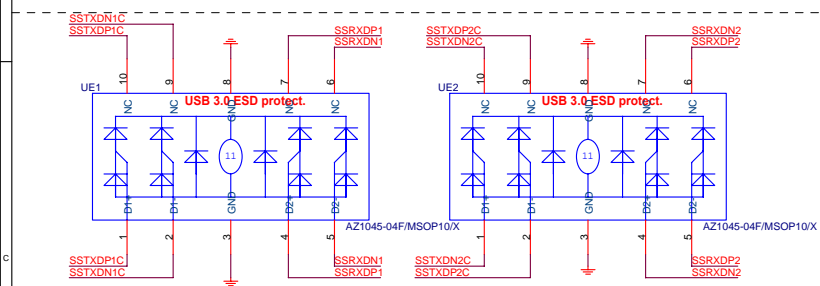 SSTXDN1C
SSTXDP1C
SSRXDP1
SSRXDN1
SSTXDP2C
SSTXDN2C
SSRXDN2
SSRXDP2
10 9 8 7 6
10 9 8 7 6
UE1
UE2
USB 3.0 ESD protect.
USB 3.0 ESD protect.
NC NC GND NC NC
NC NC GND NC NC
11
11
D1+ D1- GND D2+ D2-
D1+ D1- GND D2+ D2-
AZ1045-04F/MSOP10/X
AZ1045-04F/MSOP10/X
1 2 3 4 5
1 2 3 4 5
C
SSTXDP1C
SSTXDN1C
SSRXDN1
SSRXDP1
SSTXDN2C
SSTXDP2C
SSRXDP2
SSRXDN2